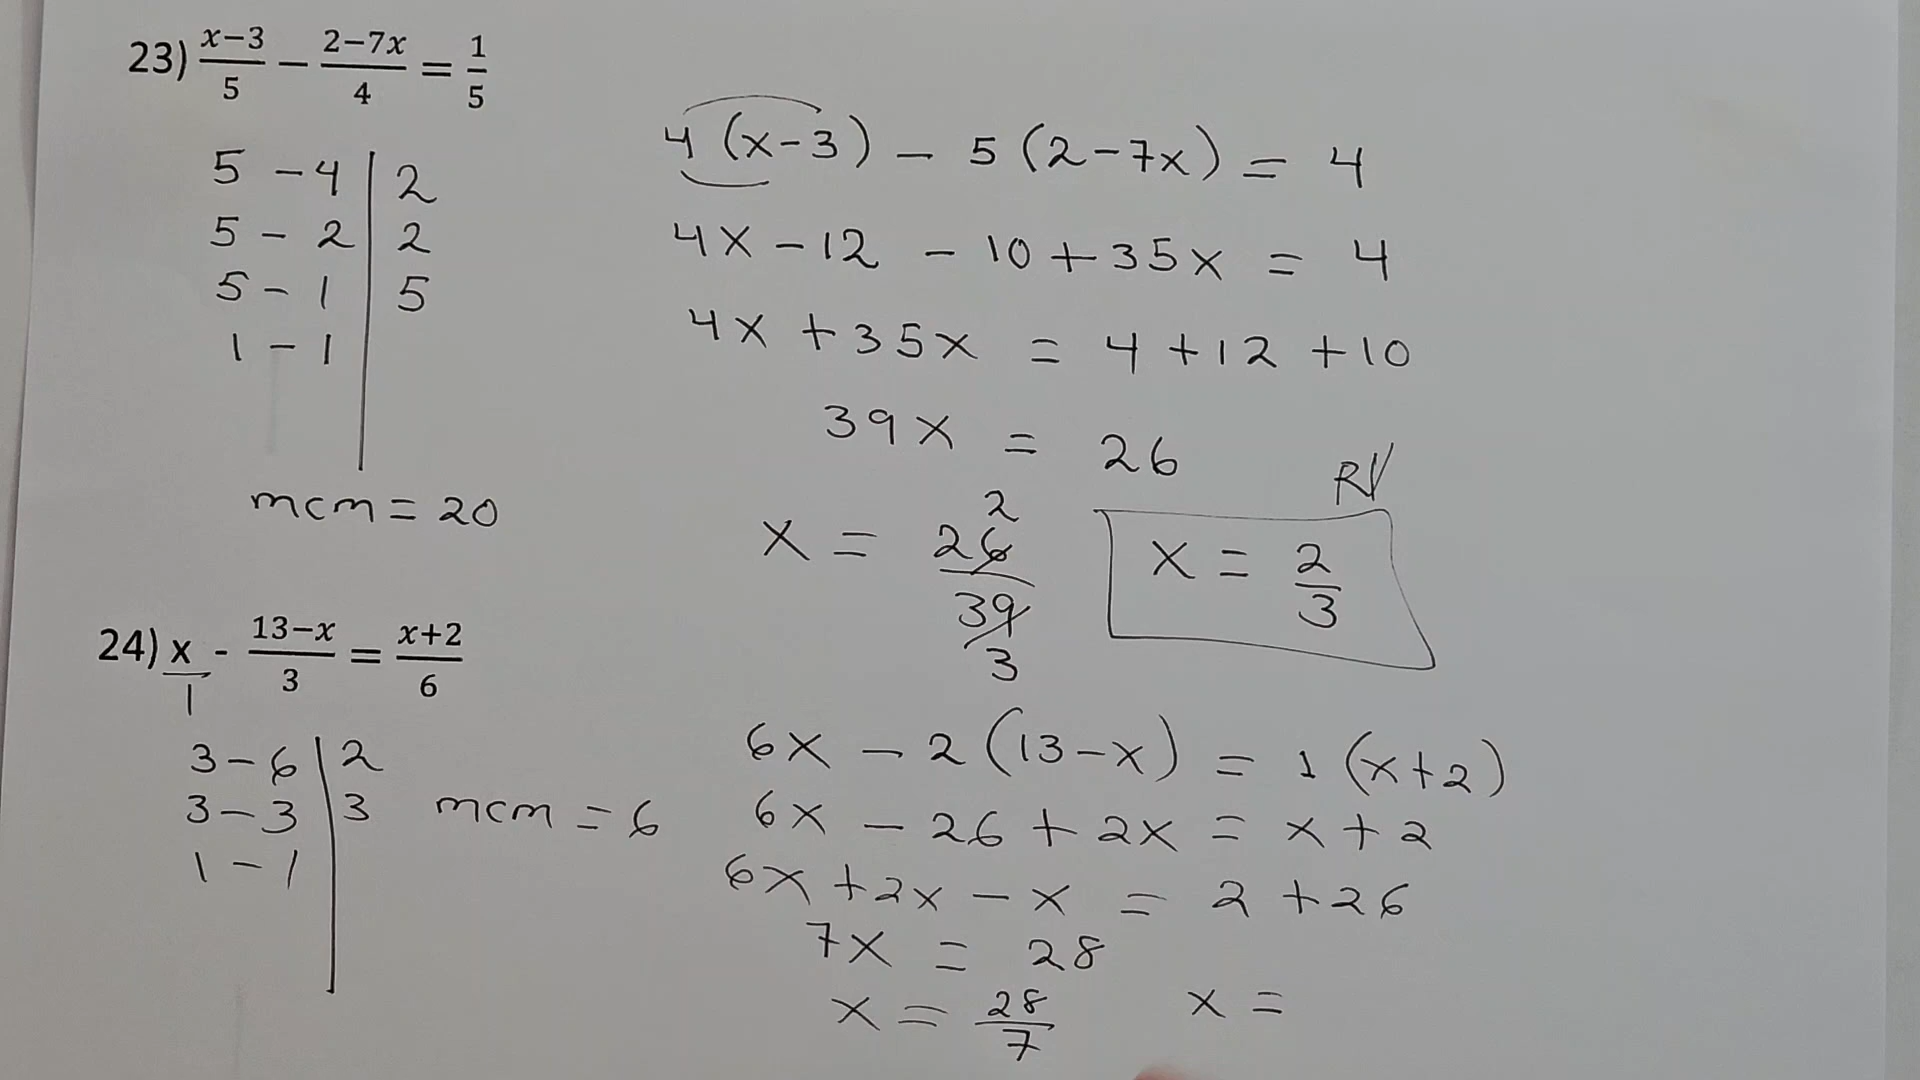 23) x−3/5 − 2−7x/4 = 1/5
5 - 4 | 2
5 - 2 | 2
5 - 1 | 5
1 - 1
mcm = 20
4 (x-3) - 5 (2-7x) = 4
4x - 12 - 10 + 35x = 4
4x + 35x = 4 + 12 + 10
39x = 26
x = 26/39 2/3
R//
x = 2/3
24) x/1 - 13−x/3 = x+2/6
3 - 6 | 2
3 - 3 | 3
1 - 1
mcm = 6
6x - 2 (13-x) = 1 (x+2)
6x - 26 + 2x = x + 2
6x + 2x - x = 2 + 26
7x = 28
x = 28/7
x =